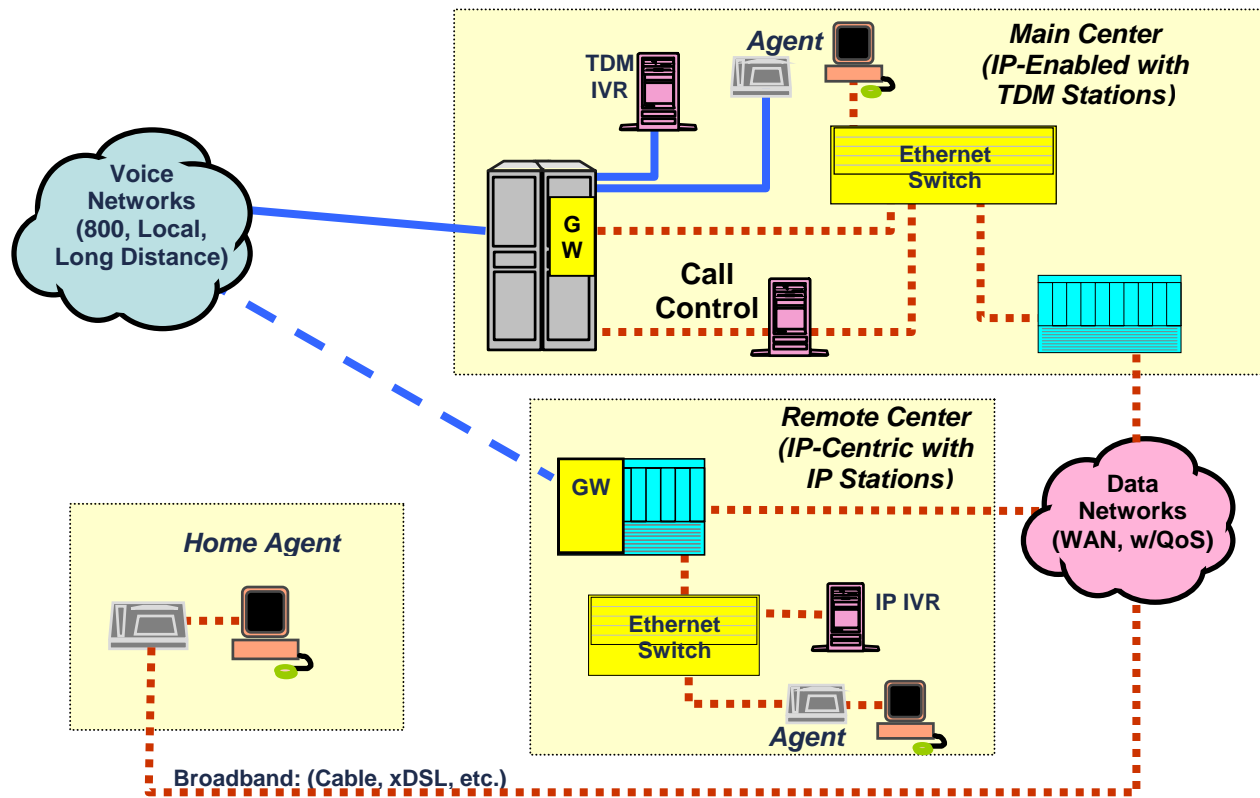 Main Center
(IP-Enabled with
TDM Stations)
Agent
TDM
IVR
Ethernet
Switch
Voice
Networks
(800, Local,
Long Distance)
G
W
Call
Control
Remote Center
(IP-Centric with
IP Stations)
GW
Data
Networks
(WAN, w/QoS)
Home Agent
IP IVR
Ethernet
Switch
Agent
Broadband: (Cable, xDSL, etc.)